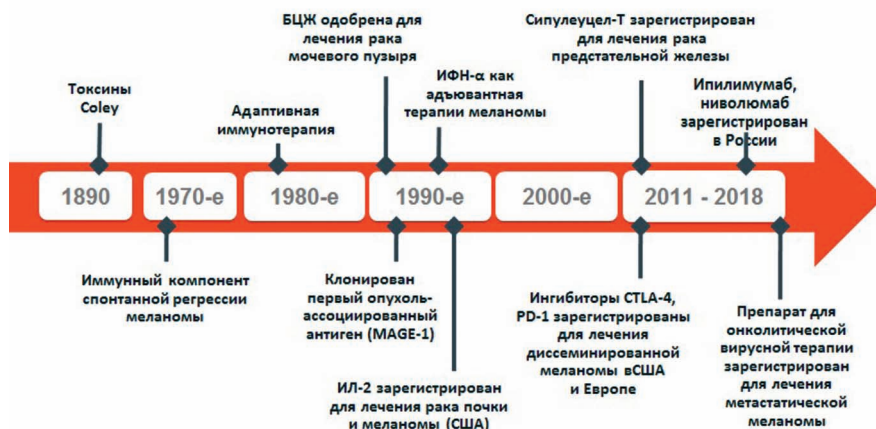 БЦЖ одобрена для
лечения рака
мочевого пузыря
Сипулеуцел-Т зарегистрирован
для лечения рака
предстательной железы
Токсины
Coley
Адаптивная
иммунотерапия
ИФН-α как
адъювантная
терапии меланомы
Ипилимумаб,
ниволюмаб
зарегистрирован
в России
1890
1970-е
1980-е
1990-е
2000-е
2011 - 2018
Иммунный компонент
спонтанной регрессии
меланомы
Клонирован
первый опухоль-
ассоциированный
антиген (MAGE-1)
ИЛ-2 зарегистрирован
для лечения рака почки
и меланомы (США)
Ингибиторы CTLA-4,
PD-1 зарегистрированы
для лечения
диссеминированной
меланомы вСША
и Европе
Препарат для
онколитической
вирусной терапии
зарегистрирован
для лечения
метастатической
меланомы